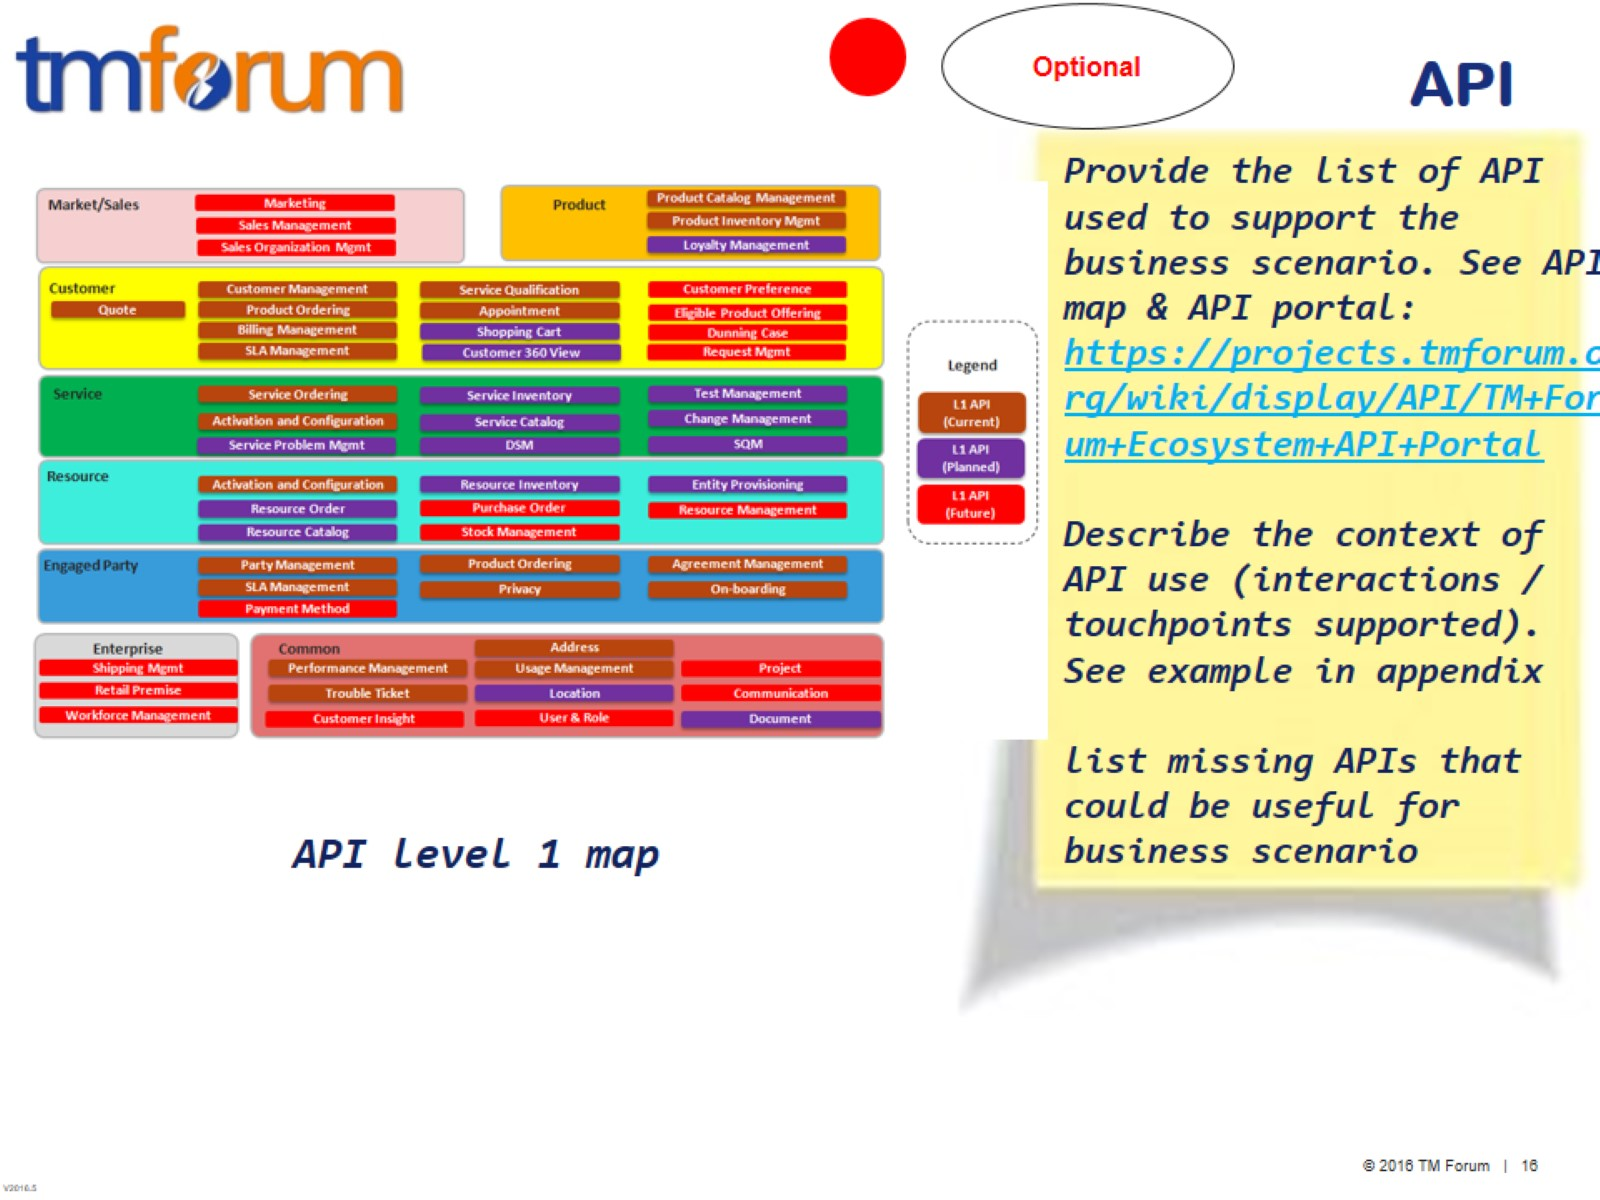 tmforum
Optional
API
Market/Sales
Marketing
Sales Management
Sales Organization Mgmt
Product
Product Catalog Management
Product Inventory Mgmt
Loyalty Management
Customer
Quote
Customer Management
Product Ordering
Billing Management
SLA Management
Service Qualification
Appointment
Shopping Cart
Customer 360 View
Customer Preference
Eligible Product Offering
Dunning Case
Request Mgmt
Service
Service Ordering
Activation and Configuration
Service Problem Mgmt
Service Inventory
Service Catalog
DSM
Test Management
Change Management
SQM
Resource
Activation and Configuration
Resource Order
Resource Catalog
Resource Inventory
Purchase Order
Stock Management
Entity Provisioning
Resource Management
Engaged Party
Party Management
SLA Management
Payment Method
Product Ordering
Privacy
Agreement Management
On-boarding
Enterprise
Shipping Mgmt
Retail Premise
Workforce Management
Common
Performance Management
Trouble Ticket
Customer Insight
Address
Usage Management
Location
User & Role
Project
Communication
Document
Legend
L1 API
(Current)
L1 API
(Planned)
L1 API
(Future)
API level 1 map
Provide the list of API
used to support the
business scenario. See API
map & API portal:
https://projects.tmforum.o
rg/wiki/display/API/TM+For
um+Ecosystem+API+Portal
Describe the context of
API use (interactions /
touchpoints supported).
See example in appendix
list missing APIs that
could be useful for
business scenario
© 2016 TM Forum | 16
V2016.5